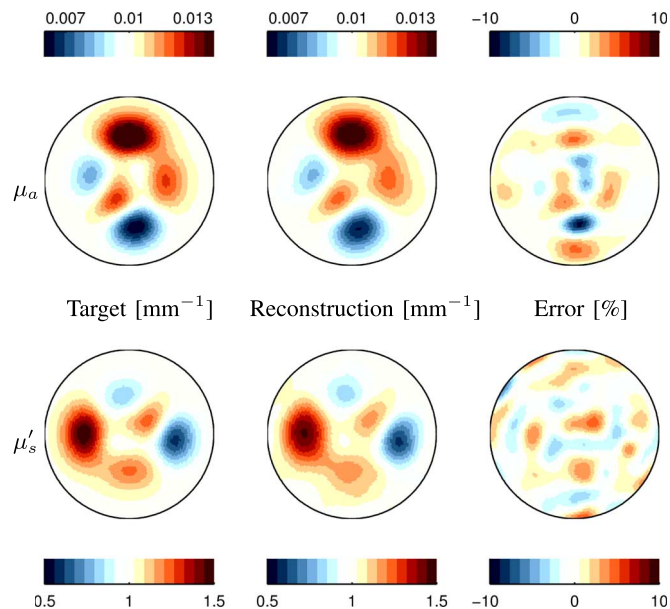 0.007 0.01 0.013 0.007 0.01 0.013 −10 0 10
μₐ
Target [mm⁻¹] Reconstruction [mm⁻¹] Error [%]
μ′ₛ
0.5 1 1.5 0.5 1 1.5 −10 0 10